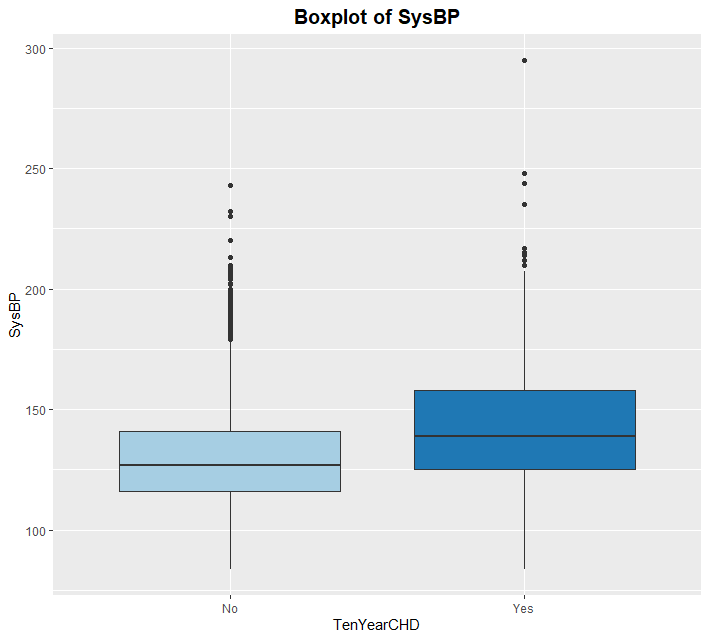 Boxplot of SysBP
SysBP
300
250
200
150
100
No
Yes
TenYearCHD